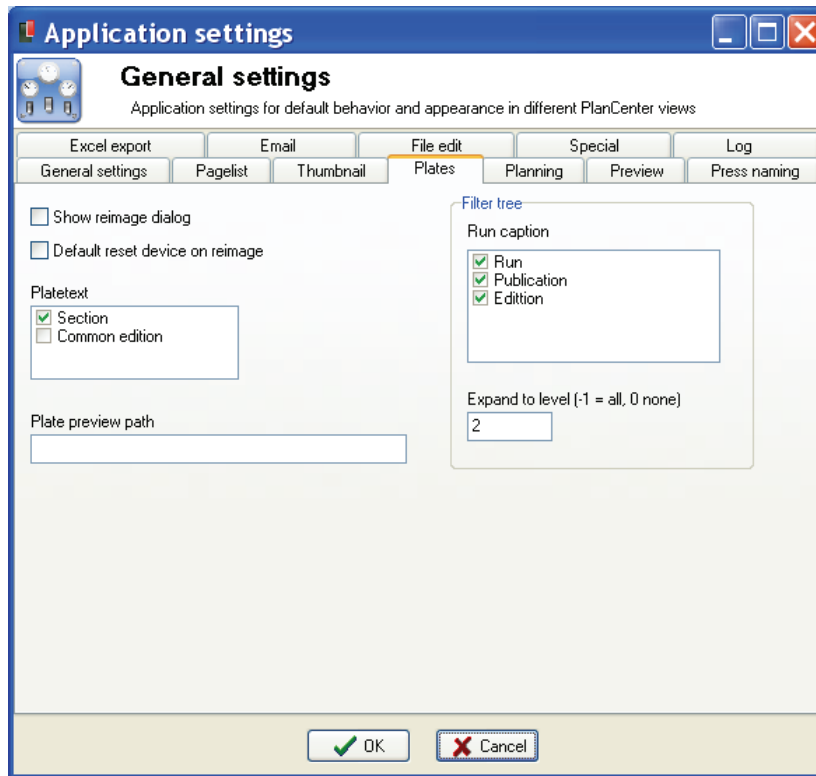 Application settings
General settings
Application settings for default behavior and appearance in different PlanCenter views
Excel export Email File edit Special Log
General settings Pagelist Thumbnail Plates Planning Preview Press naming
Show reimage dialog
Default reset device on reimage
Platetext
Section
Common edition
Plate preview path
Filter tree
Run caption
Run
Publication
Edittion
Expand to level (-1 = all, 0 none)
2
OK Cancel